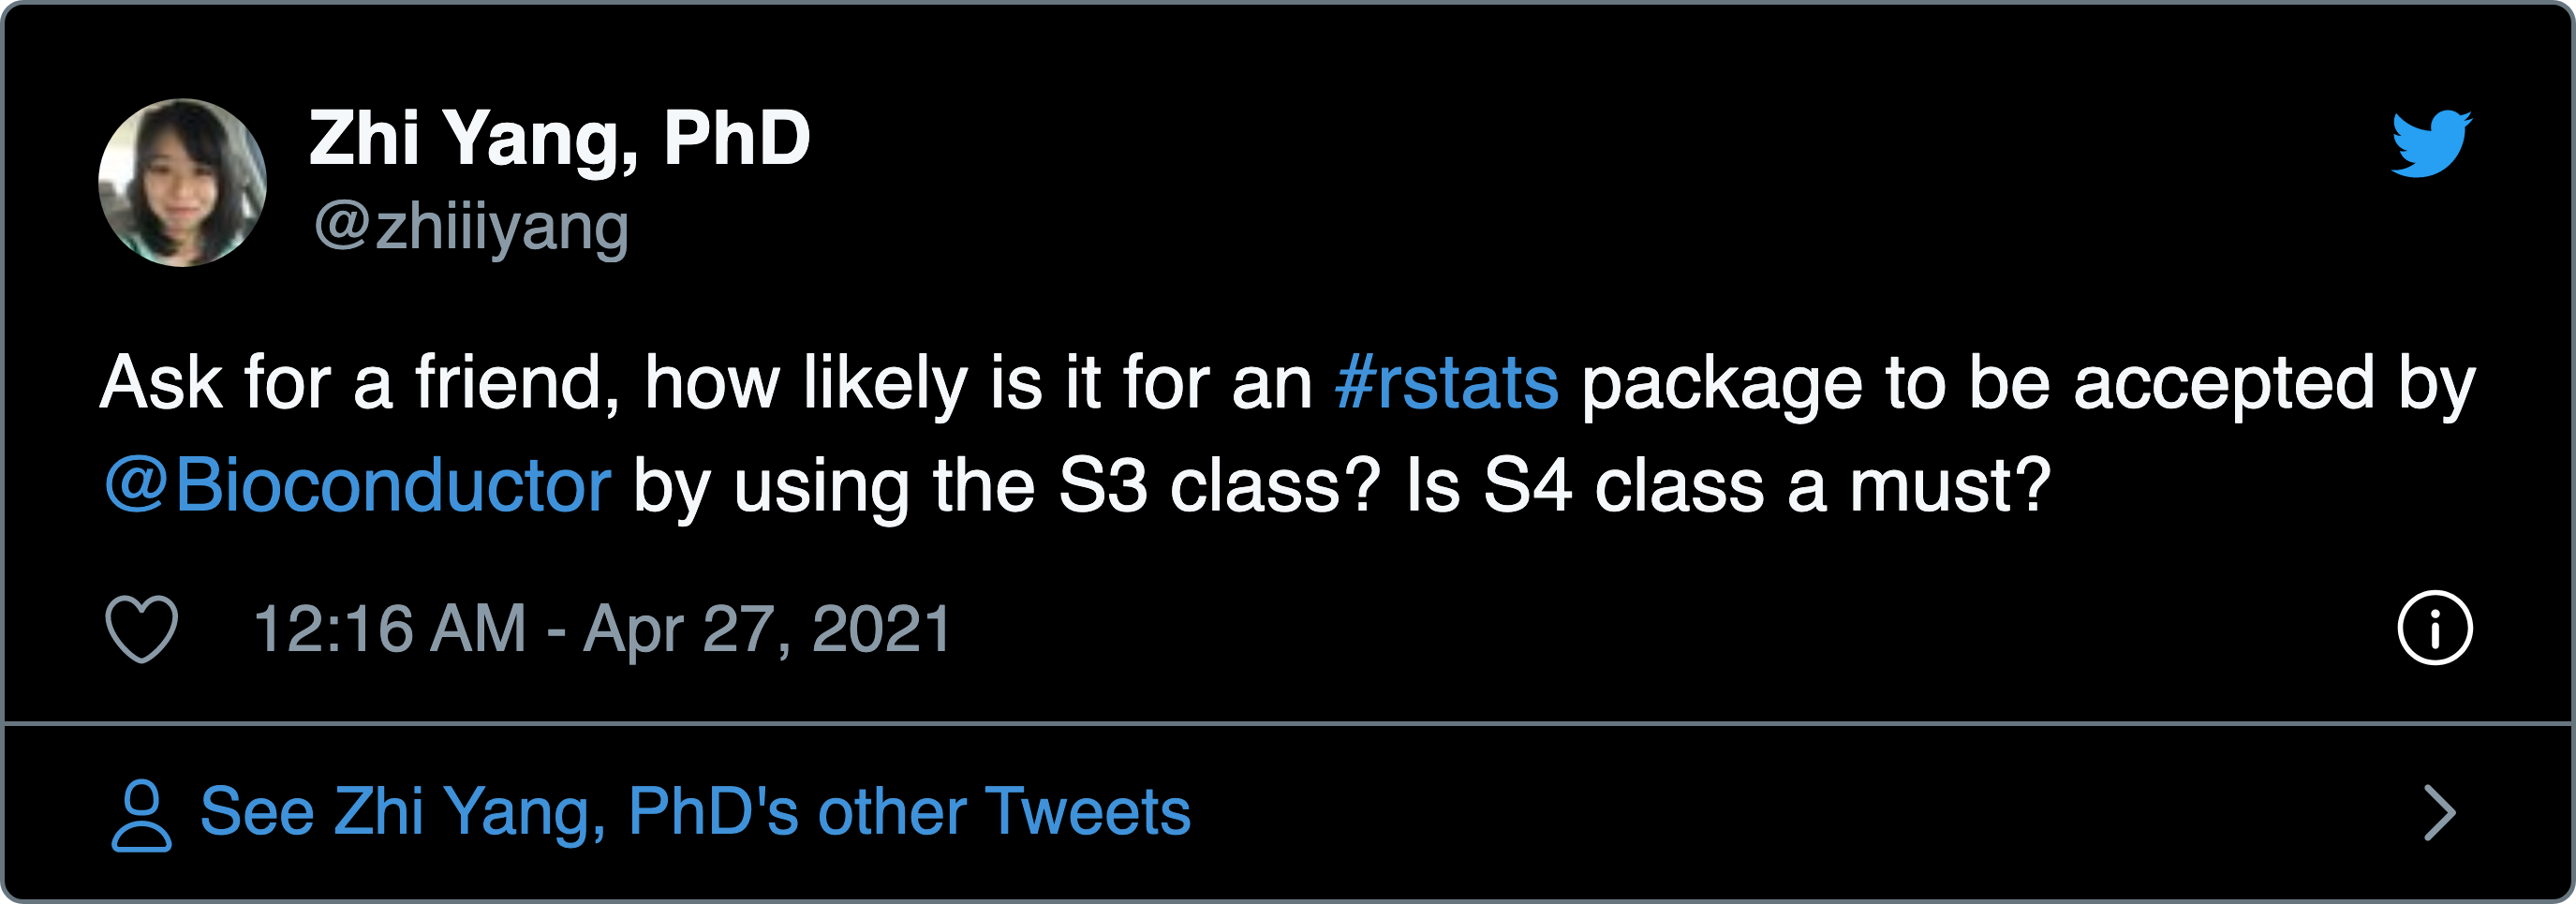 Zhi Yang, PhD
@zhiiiyang
Ask for a friend, how likely is it for an #rstats package to be accepted by
@Bioconductor by using the S3 class? Is S4 class a must?
12:16 AM - Apr 27, 2021
See Zhi Yang, PhD's other Tweets